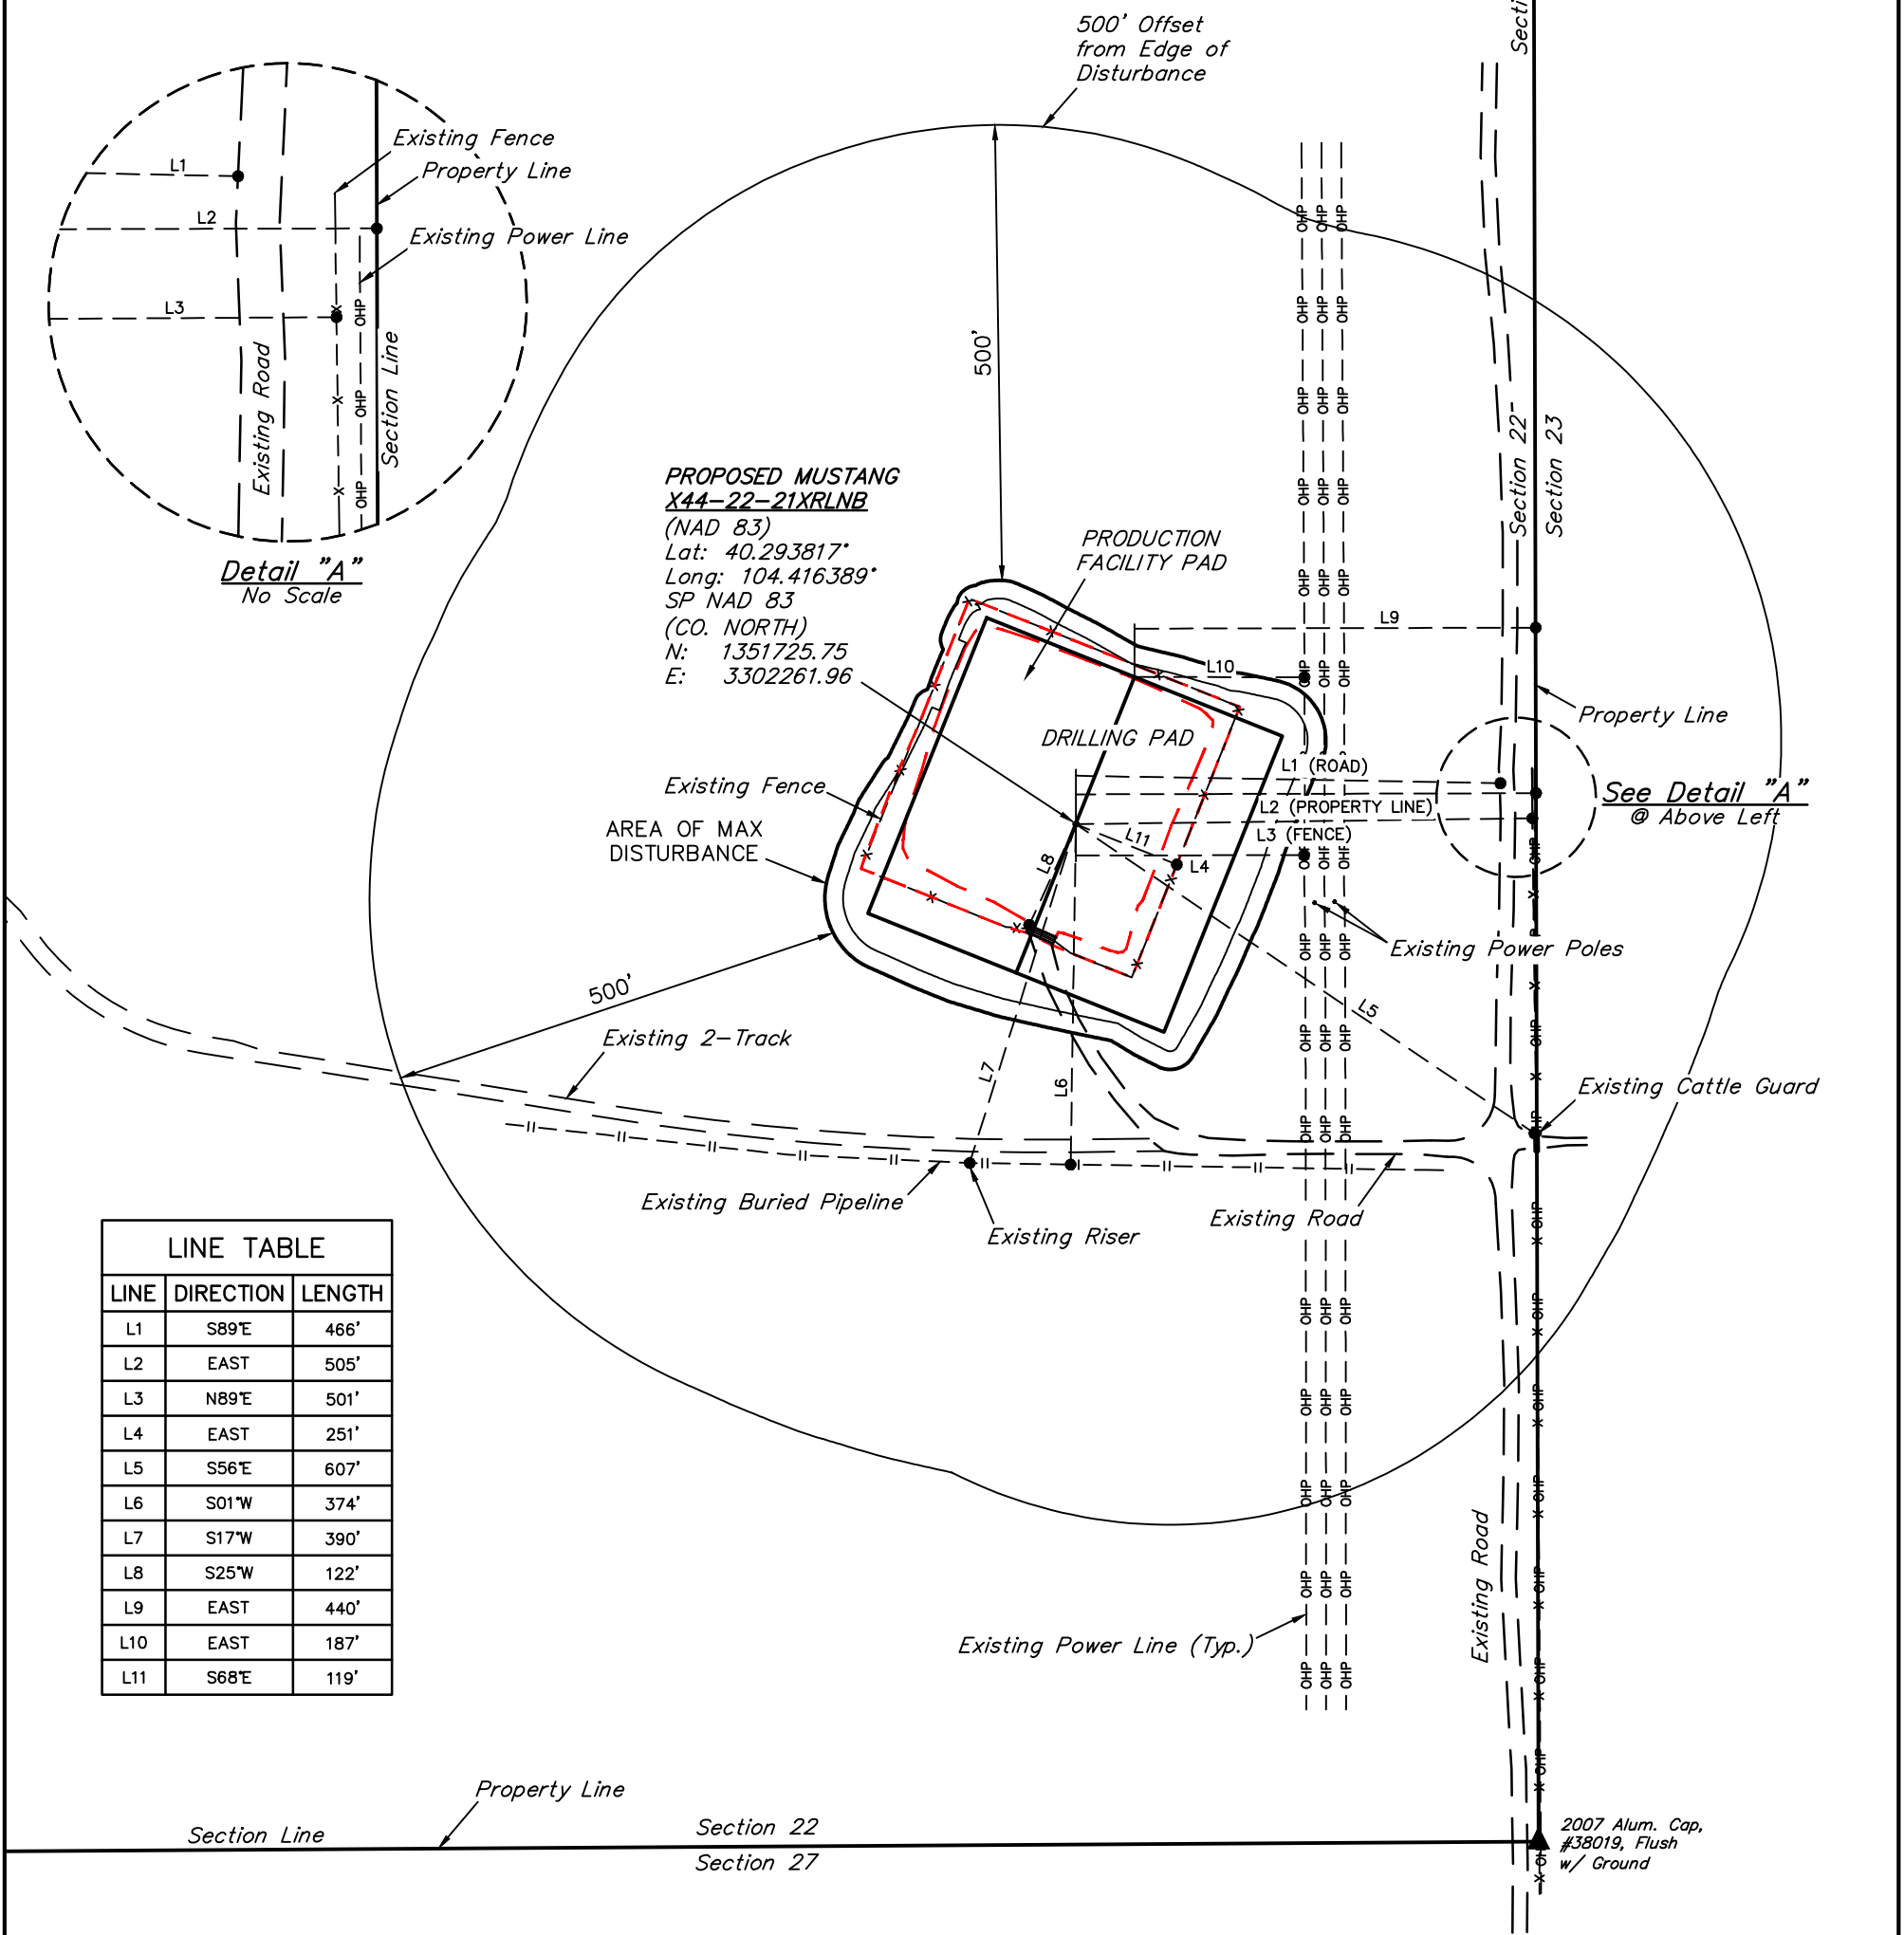 500' Offset
from Edge of
Disturbance
Existing Fence
Property Line
Existing Power Line
L1
L2
L3
X
X
X
OHP
OHP
OHP
Existing Road
Section Line
Detail "A"
No Scale
500'
Section 22
Section 23
PROPOSED MUSTANG
X44-22-21XRLNB
(NAD 83)
Lat: 40.293817°
Long: 104.416389°
SP NAD 83
(CO. NORTH)
N: 1351725.75
E: 3302261.96
PRODUCTION
FACILITY PAD
L9
L10
DRILLING PAD
Property Line
L1 (ROAD)
L2 (PROPERTY LINE)
L3 (FENCE)
L11
L4
L8
See Detail "A"
@ Above Left
Existing Fence
AREA OF MAX
DISTURBANCE
Existing Power Poles
L5
500'
Existing 2-Track
L7
L6
Existing Cattle Guard
Existing Buried Pipeline
Existing Riser
Existing Road
OHP OHP OHP
LINE TABLE
LINE DIRECTION LENGTH
L1 S89°E 466'
L2 EAST 505'
L3 N89°E 501'
L4 EAST 251'
L5 S56°E 607'
L6 S01°W 374'
L7 S17°W 390'
L8 S25°W 122'
L9 EAST 440'
L10 EAST 187'
L11 S68°E 119'
Existing Road
Existing Power Line (Typ.)
Property Line
Section Line
Section 22
Section 27
2007 Alum. Cap,
#38019, Flush
w/ Ground